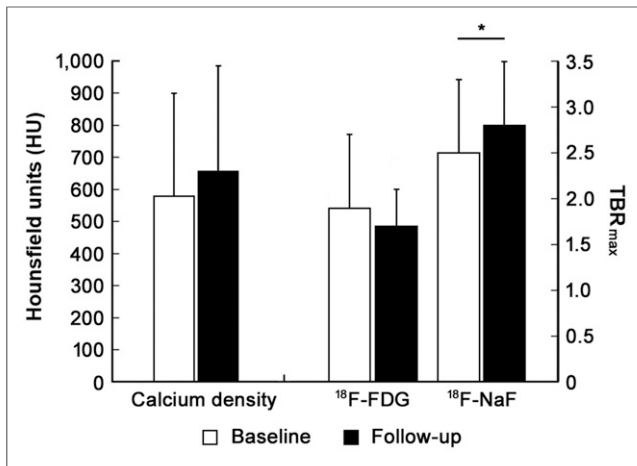 *
1,000
900
800
700
600
500
400
300
200
100
0
Hounsfield units (HU)
3.5
3.0
2.5
2.0
1.5
1.0
0.5
0
TBRmax
Calcium density
¹⁸F-FDG
¹⁸F-NaF
Baseline
Follow-up